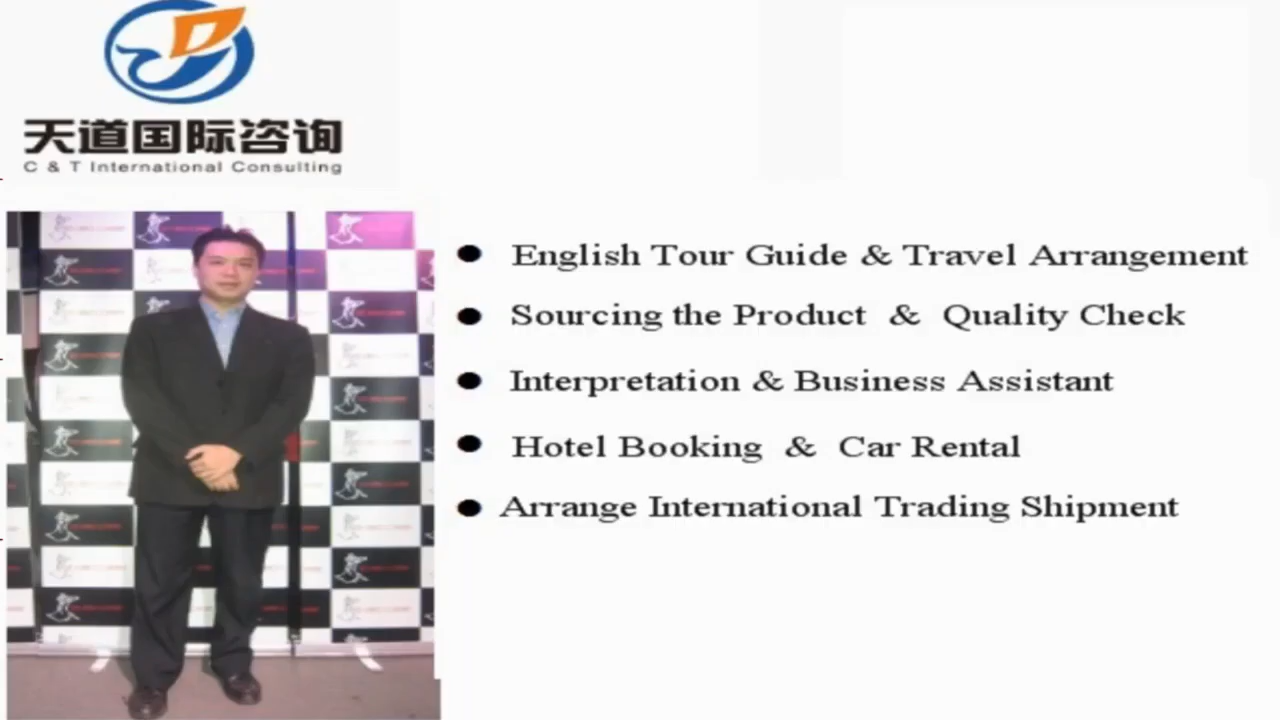 天道国际咨询
C & T International Consulting
● English Tour Guide & Travel Arrangement
● Sourcing the Product & Quality Check
● Interpretation & Business Assistant
● Hotel Booking & Car Rental
● Arrange International Trading Shipment